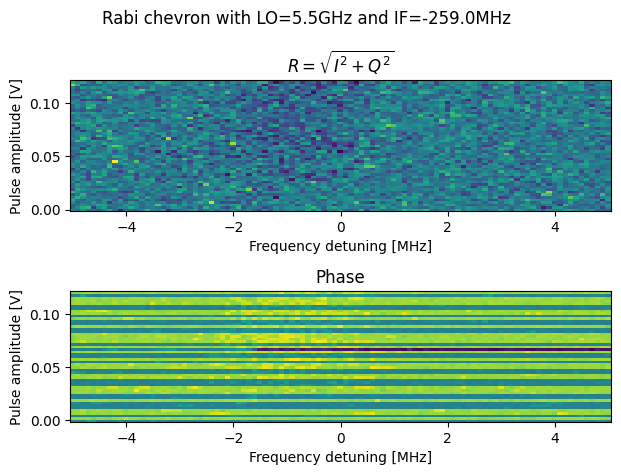 Rabi chevron with LO=5.5GHz and IF=-259.0MHz
R = √I² + Q²
Pulse amplitude [V]
0.10
0.05
0.00
−4
−2
0
2
4
Frequency detuning [MHz]
Phase
Pulse amplitude [V]
0.10
0.05
0.00
−4
−2
0
2
4
Frequency detuning [MHz]